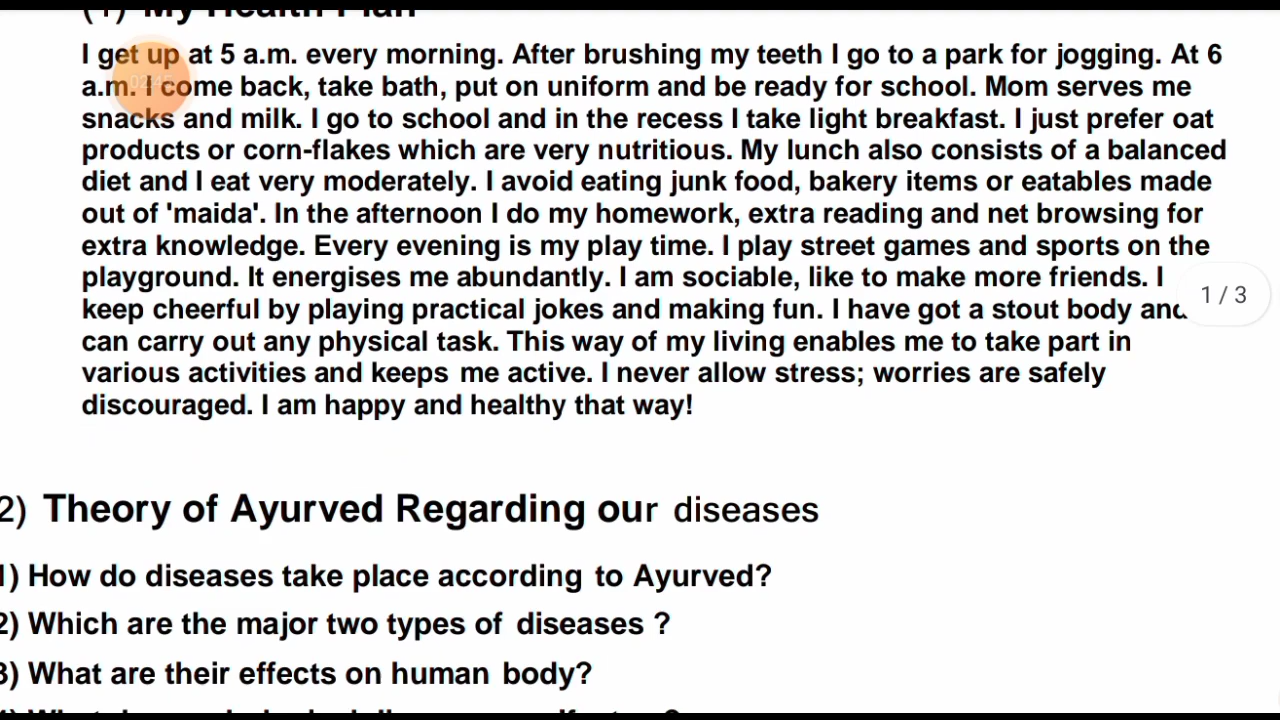 (1) My Health Plan
I get up at 5 a.m. every morning. After brushing my teeth I go to a park for jogging. At 6
a.m. I come back, take bath, put on uniform and be ready for school. Mom serves me
snacks and milk. I go to school and in the recess I take light breakfast. I just prefer oat
products or corn-flakes which are very nutritious. My lunch also consists of a balanced
diet and I eat very moderately. I avoid eating junk food, bakery items or eatables made
out of 'maida'. In the afternoon I do my homework, extra reading and net browsing for
extra knowledge. Every evening is my play time. I play street games and sports on the
playground. It energises me abundantly. I am sociable, like to make more friends. I
1 / 3
keep cheerful by playing practical jokes and making fun. I have got a stout body and
can carry out any physical task. This way of my living enables me to take part in
various activities and keeps me active. I never allow stress; worries are safely
discouraged. I am happy and healthy that way!
2) Theory of Ayurved Regarding our diseases
1) How do diseases take place according to Ayurved?
2) Which are the major two types of diseases ?
3) What are their effects on human body?